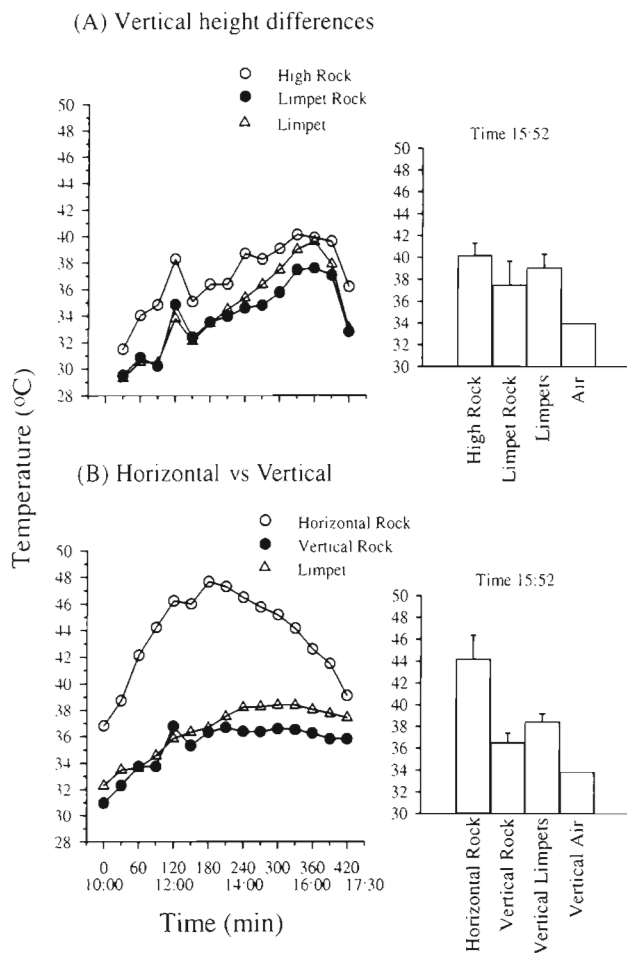 (A) Vertical height differences
High Rock
Limpet Rock
Limpet
50
48
46
44
42
40
38
36
34
32
30
28
Time 15:52
50
48
46
44
42
40
38
36
34
32
30
High Rock
Limpet Rock
Limpets
Air
Temperature (°C)
(B) Horizontal vs Vertical
Horizontal Rock
Vertical Rock
Limpet
50
48
46
44
42
40
38
36
34
32
30
28
0 60 120 180 240 300 360 420
10:00 12:00 14:00 16:00 17:30
Time (min)
Time 15:52
50
48
46
44
42
40
38
36
34
32
30
Horizontal Rock
Vertical Rock
Vertical Limpets
Vertical Air